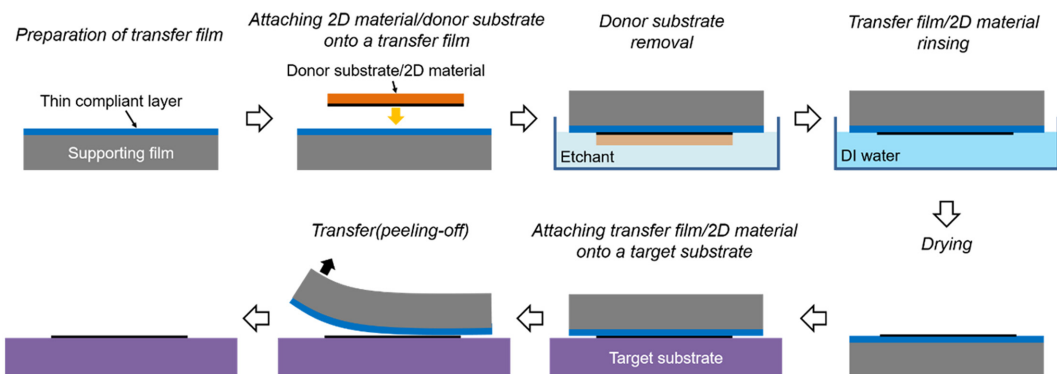 Preparation of transfer film
Attaching 2D material/donor substrate
onto a transfer film
Donor substrate
removal
Transfer film/2D material
rinsing
Donor substrate/2D material
Thin compliant layer
Supporting film
Etchant
DI water
Drying
Attaching transfer film/2D material
onto a target substrate
Transfer(peeling-off)
Target substrate